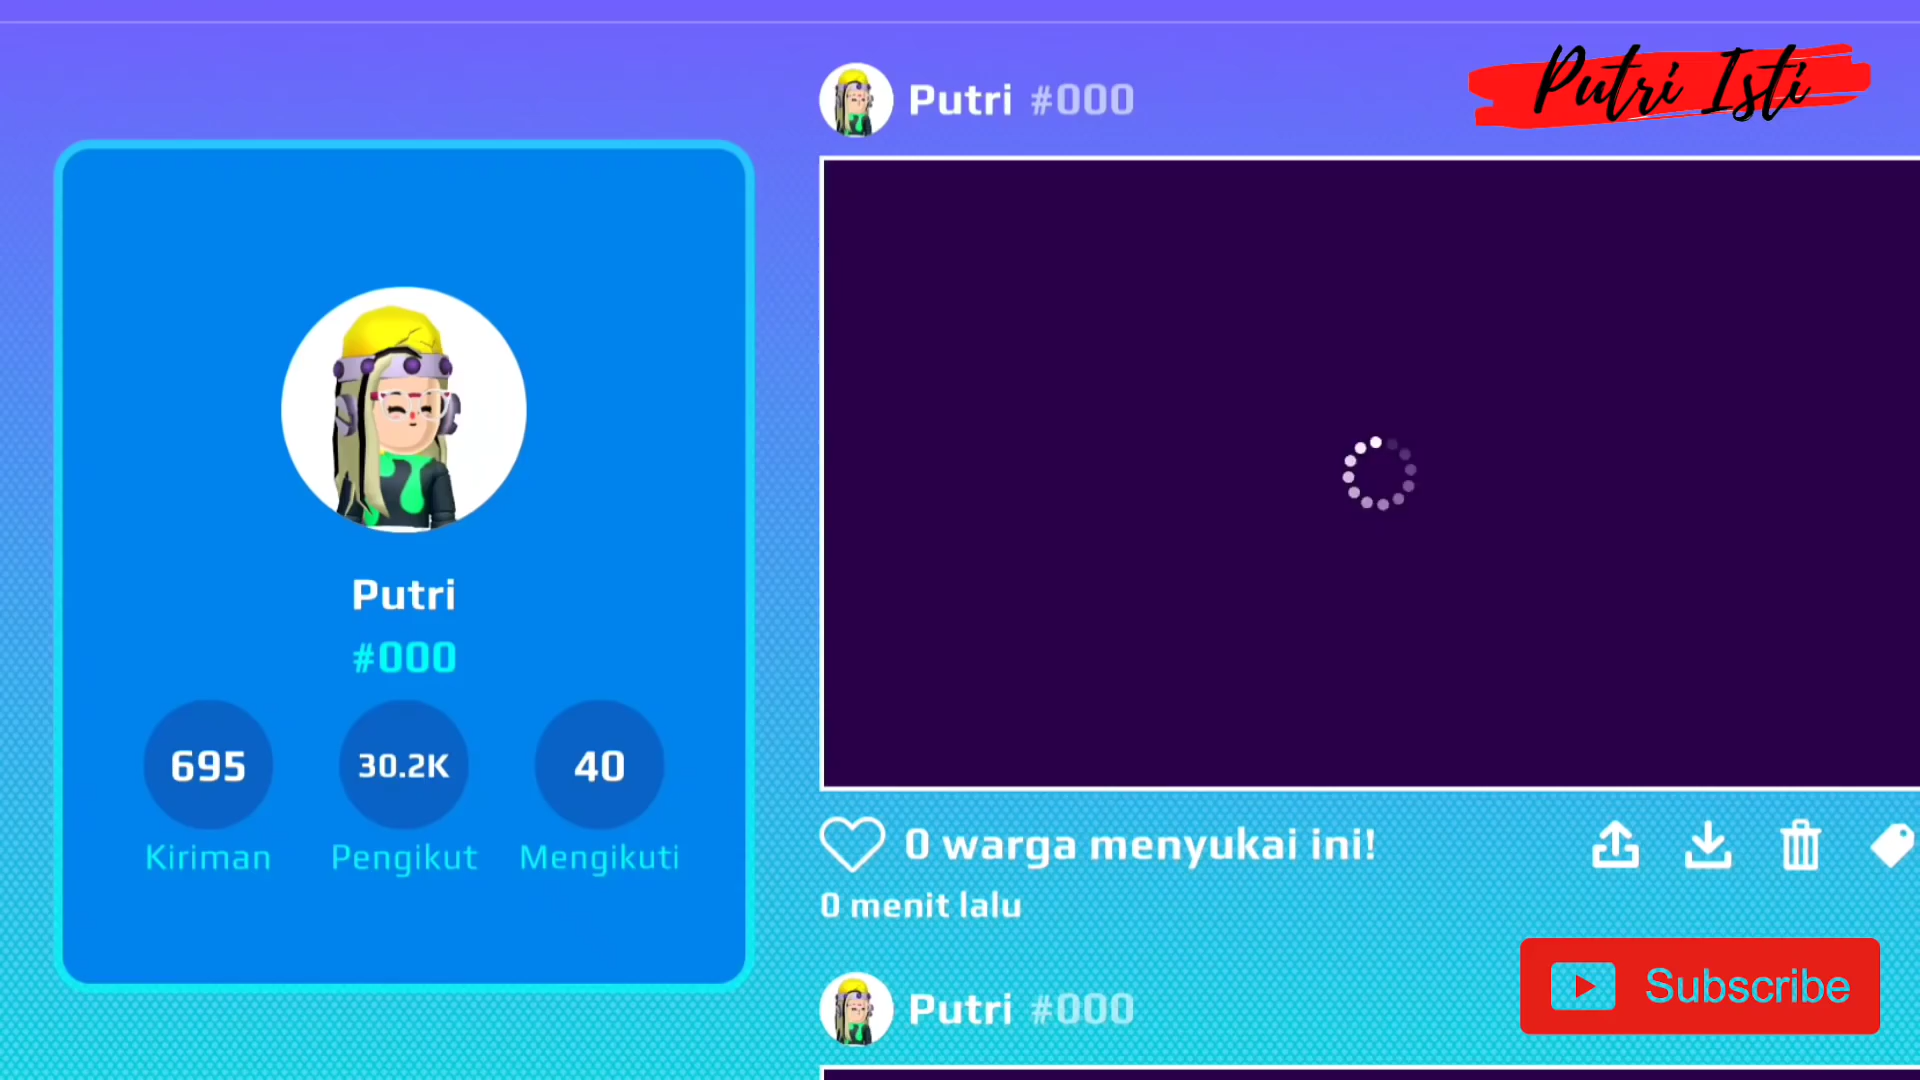 Putri #000
Putri Isti
Putri
#000
695
30.2K
40
Kiriman
Pengikut
Mengikuti
0 warga menyukai ini!
0 menit lalu
Putri #000
Subscribe